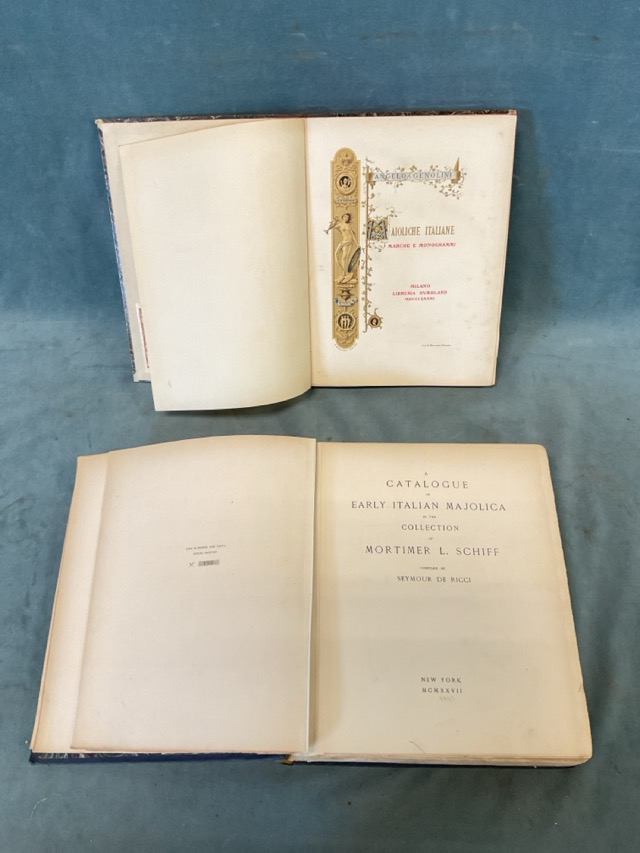 ANGELO GENOLINI
MAIOLICHE ITALIANE
MARCHE E MONOGRAMMI
MILANO
LIBRERIA DUMOLARD
A
CATALOGUE
OF
EARLY ITALIAN MAJOLICA
IN THE
COLLECTION
OF
MORTIMER L. SCHIFF
COMPILED BY
SEYMOUR DE RICCI
NEW YORK
MCMXXVII